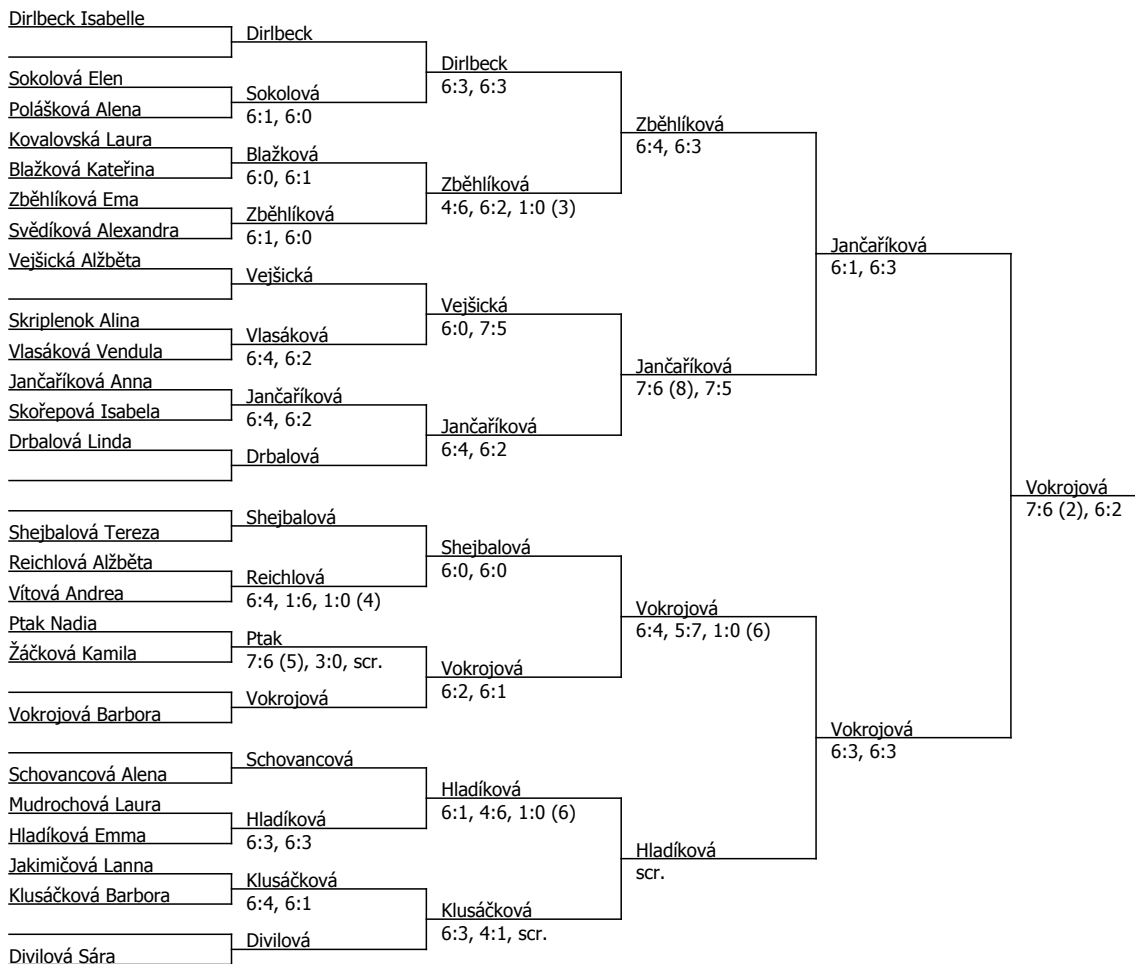 Dirlbeck Isabelle
Sokolová Elen
Polášková Alena
Kovalovská Laura
Blažková Kateřina
Zběhlíková Ema
Svědíková Alexandra
Vejšická Alžběta
Skriplenok Alina
Vlasáková Vendula
Jančaříková Anna
Skořepová Isabela
Drbalová Linda
Shejbalová Tereza
Reichlová Alžběta
Vítová Andrea
Ptak Nadia
Žáčková Kamila
Vokrojová Barbora
Schovancová Alena
Mudrochová Laura
Hladíková Emma
Jakimičová Lanna
Klusáčková Barbora
Divilová Sára
Dirlbeck
Sokolová
6:1, 6:0
Blažková
6:0, 6:1
Zběhlíková
6:1, 6:0
Vejšická
Vlasáková
6:4, 6:2
Jančaříková
6:4, 6:2
Drbalová
Shejbalová
Reichlová
6:4, 1:6, 1:0 (4)
Ptak
7:6 (5), 3:0, scr.
Vokrojová
Schovancová
Hladíková
6:3, 6:3
Klusáčková
6:4, 6:1
Divilová
Dirlbeck
6:3, 6:3
Zběhlíková
4:6, 6:2, 1:0 (3)
Vejšická
6:0, 7:5
Jančaříková
6:4, 6:2
Shejbalová
6:0, 6:0
Vokrojová
6:2, 6:1
Hladíková
6:1, 4:6, 1:0 (6)
Klusáčková
6:3, 4:1, scr.
Zběhlíková
6:4, 6:3
Jančaříková
7:6 (8), 7:5
Vokrojová
6:4, 5:7, 1:0 (6)
Hladíková
scr.
Jančaříková
6:1, 6:3
Vokrojová
6:3, 6:3
Vokrojová
7:6 (2), 6:2